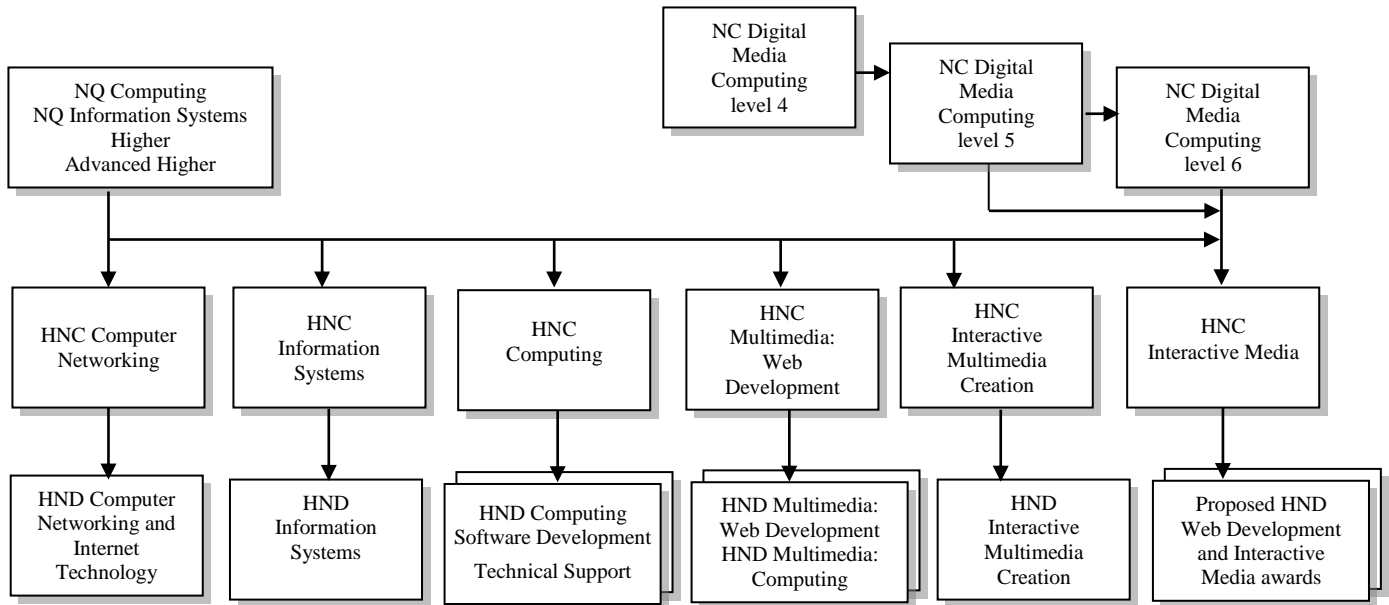 NC Digital
Media
Computing
level 4
NC Digital
Media
Computing
level 5
NC Digital
Media
Computing
level 6
NQ Computing
NQ Information Systems
Higher
Advanced Higher
HNC Computer
Networking
HNC
Information
Systems
HNC
Computing
HNC
Multimedia:
Web
Development
HNC
Interactive
Multimedia
Creation
HNC
Interactive Media
HND Computer
Networking and
Internet
Technology
HND
Information
Systems
HND Computing
Software Development
Technical Support
HND Multimedia:
Web Development
HND Multimedia:
Computing
HND
Interactive
Multimedia
Creation
Proposed HND
Web Development
and Interactive
Media awards